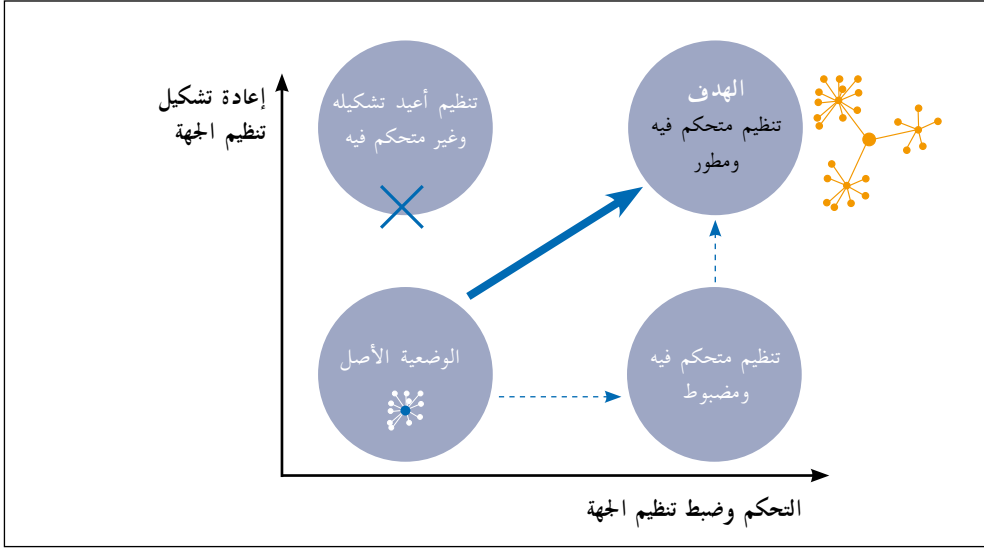 إعادة تشكيل
تنظيم الجهة
تنظيم أعيد تشكيله
وغير متحكم فيه
الهدف
تنظيم متحكم فيه
ومطور
الوضعية الأصل
تنظيم متحكم فيه
ومضبوط
التحكم وضبط تنظيم الجهة